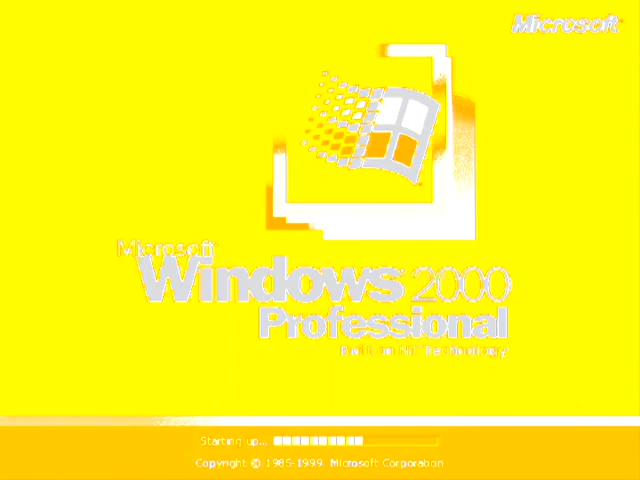 Microsoft
Microsoft
Windows 2000
Professional
Built on NT Technology
Starting up...
Copyright © 1985-1999 Microsoft Corporation